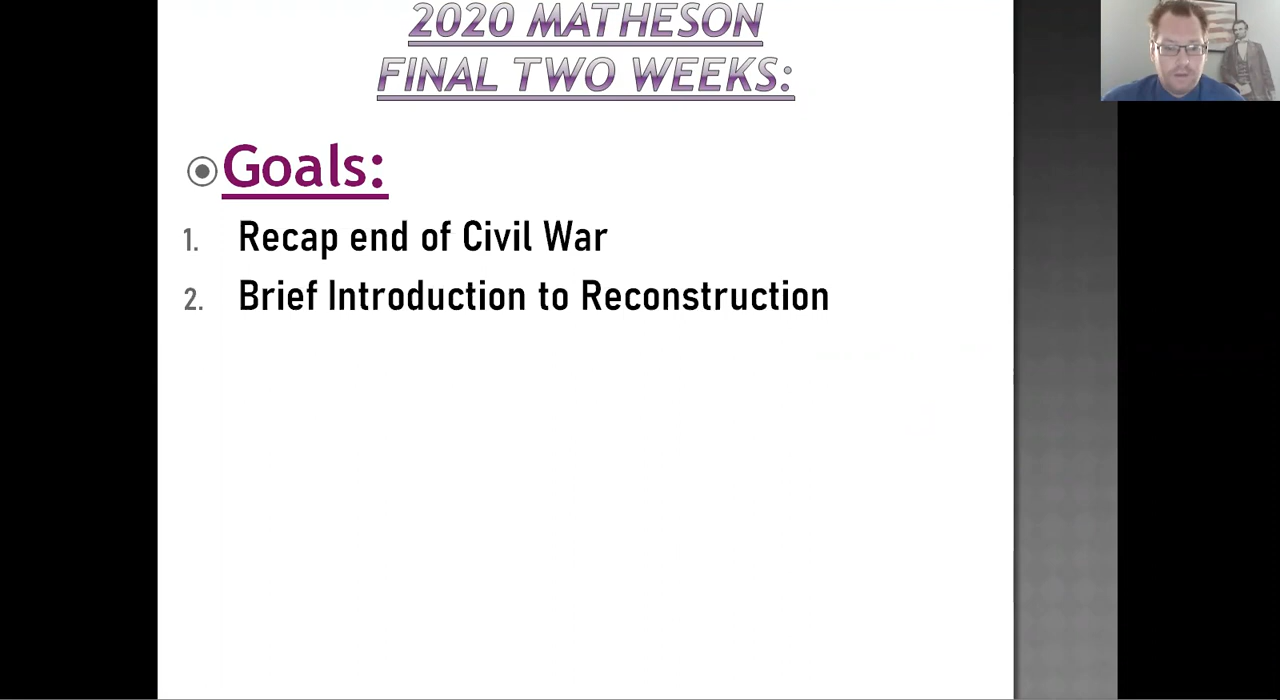 2020 MATHESON
FINAL TWO WEEKS:
Goals:
1. Recap end of Civil War
2. Brief Introduction to Reconstruction